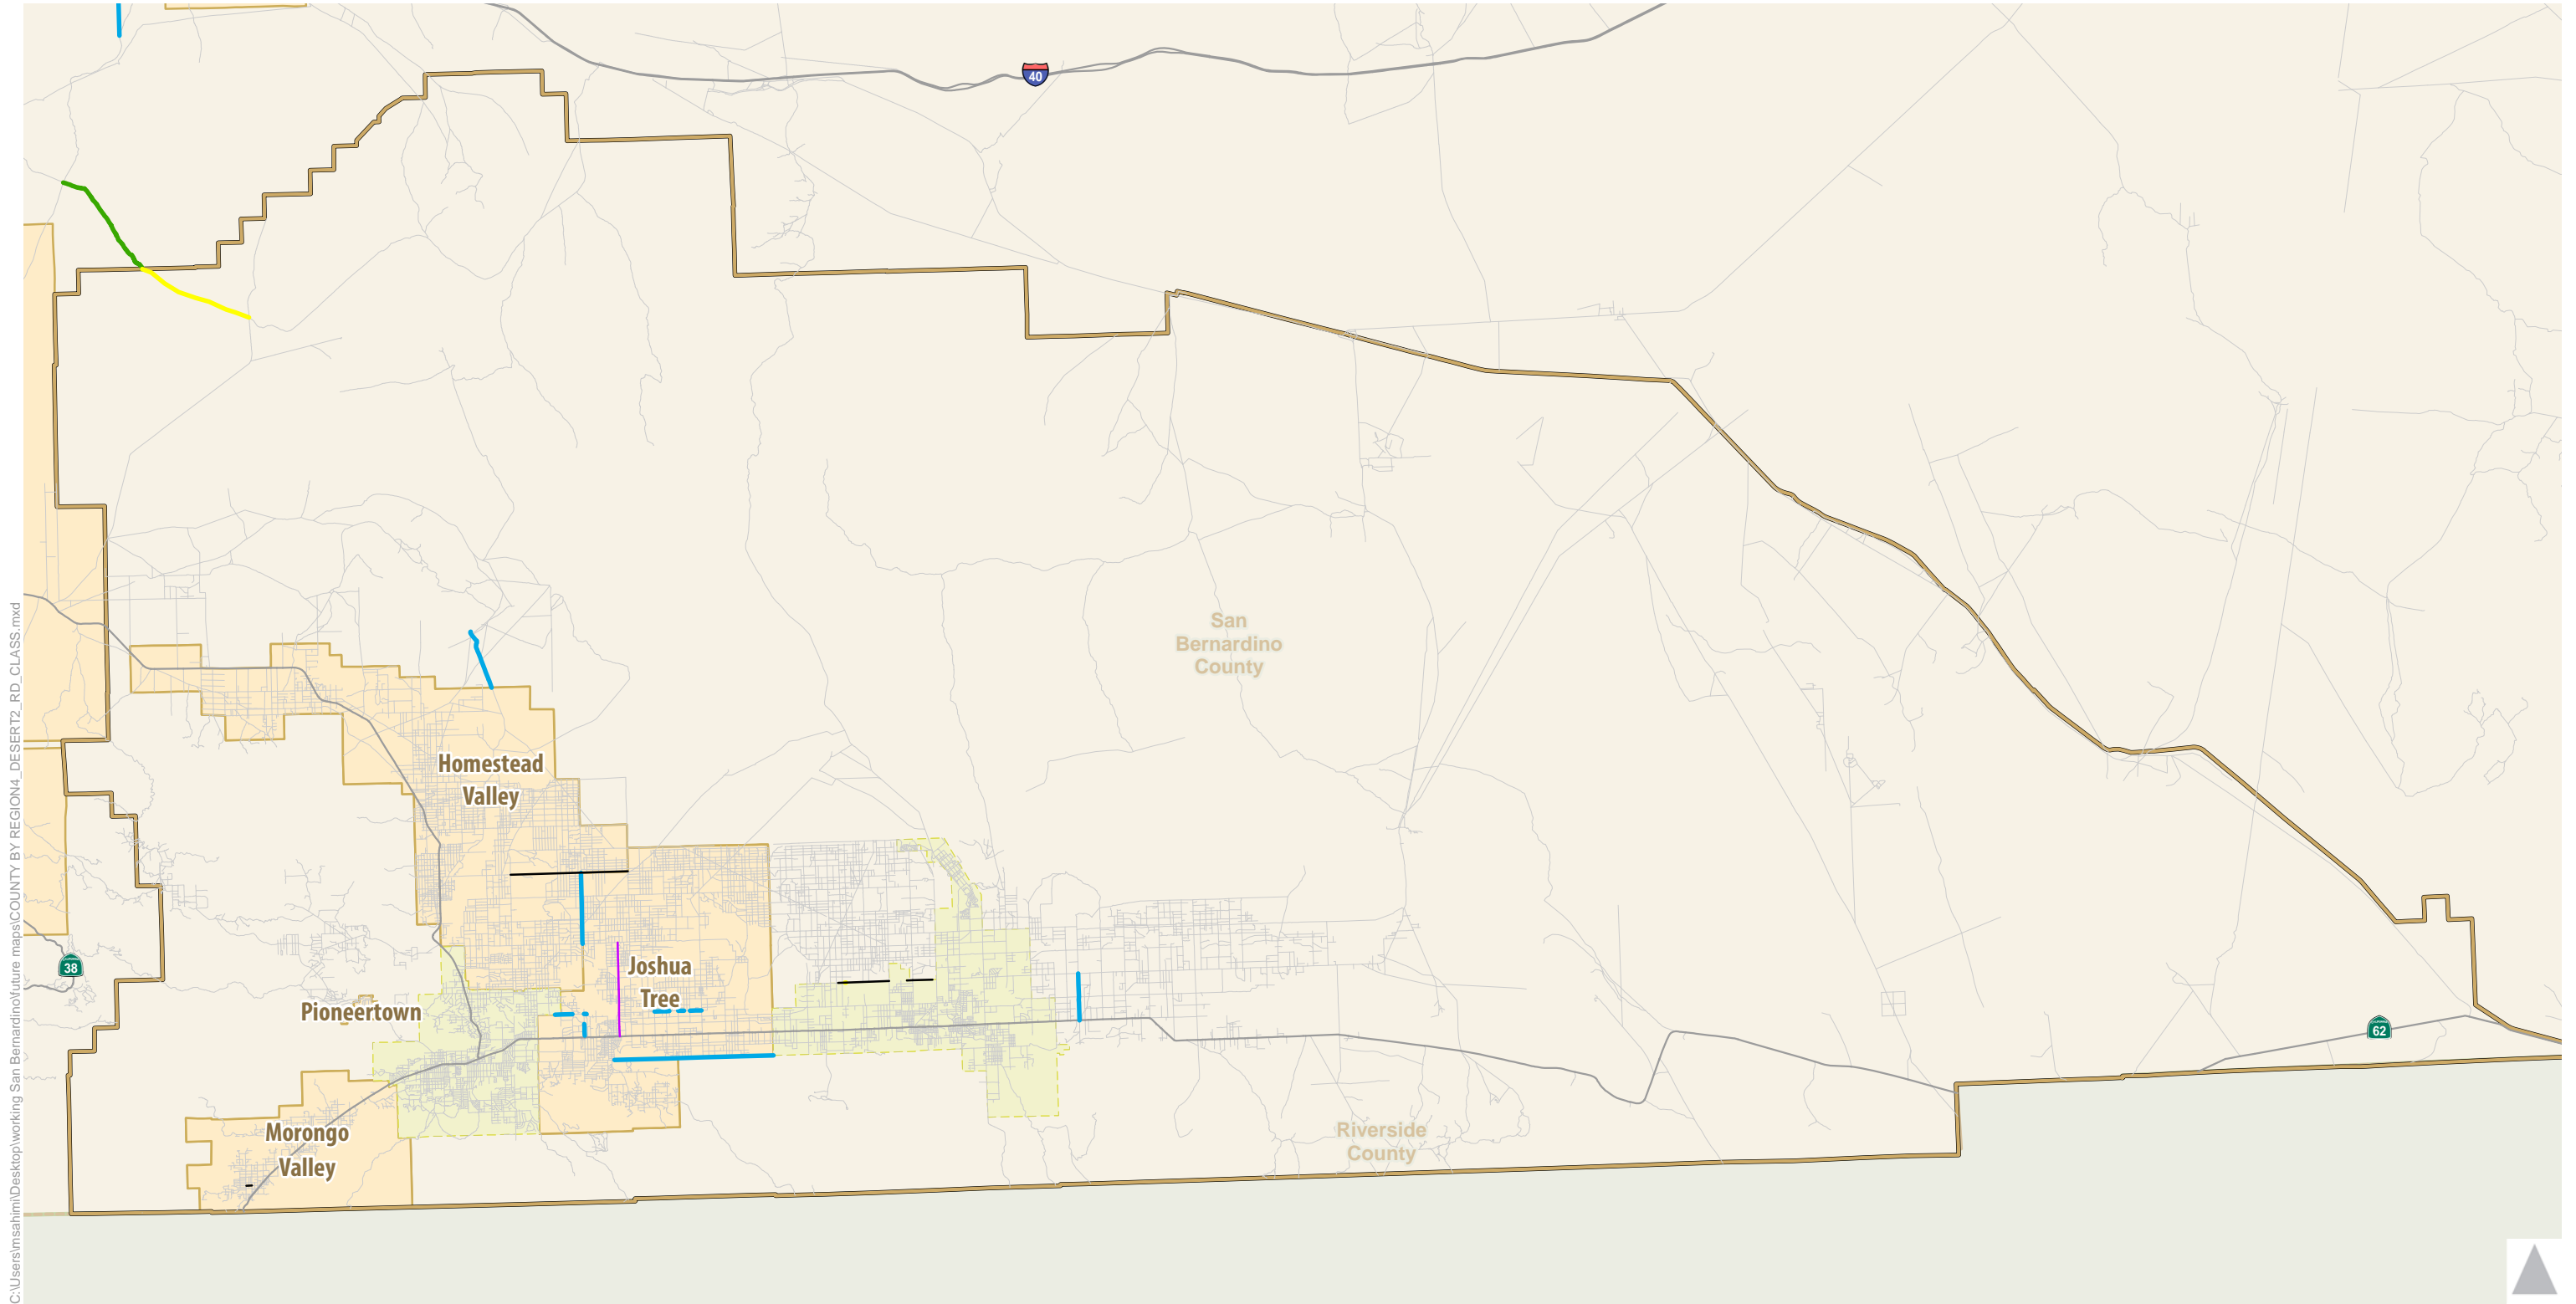 40
San
Bernardino
County
Homestead
Valley
38
Joshua
Tree
Pioneertown
62
Morongo
Valley
Riverside
County
C:\Users\msahimi\Desktop\working San Bernardino\future maps\COUNTY BY REGION4_DESERT2_RD_CLASS.mxd